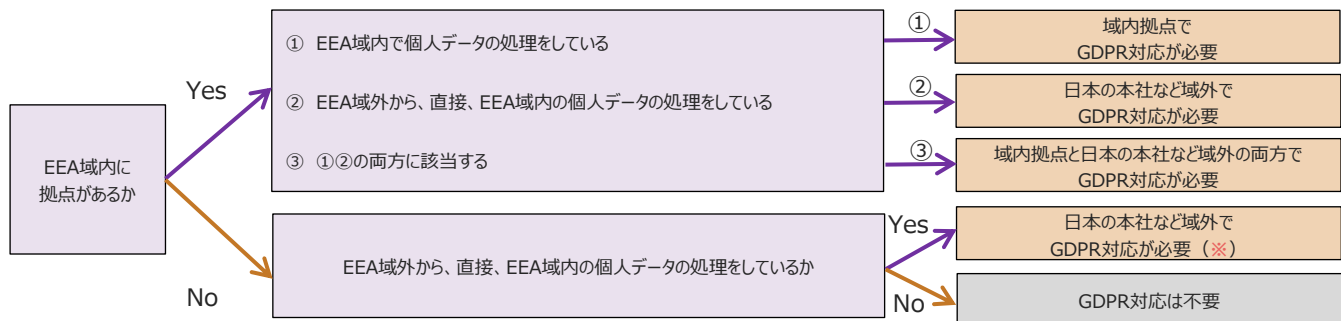 EEA域内に
拠点があるか
Yes
No
① EEA域内で個人データの処理をしている
② EEA域外から、直接、EEA域内の個人データの処理をしている
③ ①②の両方に該当する
①
域内拠点で
GDPR対応が必要
②
日本の本社など域外で
GDPR対応が必要
③
域内拠点と日本の本社など域外の両方で
GDPR対応が必要
EEA域外から、直接、EEA域内の個人データの処理をしているか
Yes
日本の本社など域外で
GDPR対応が必要（※）
No
GDPR対応は不要